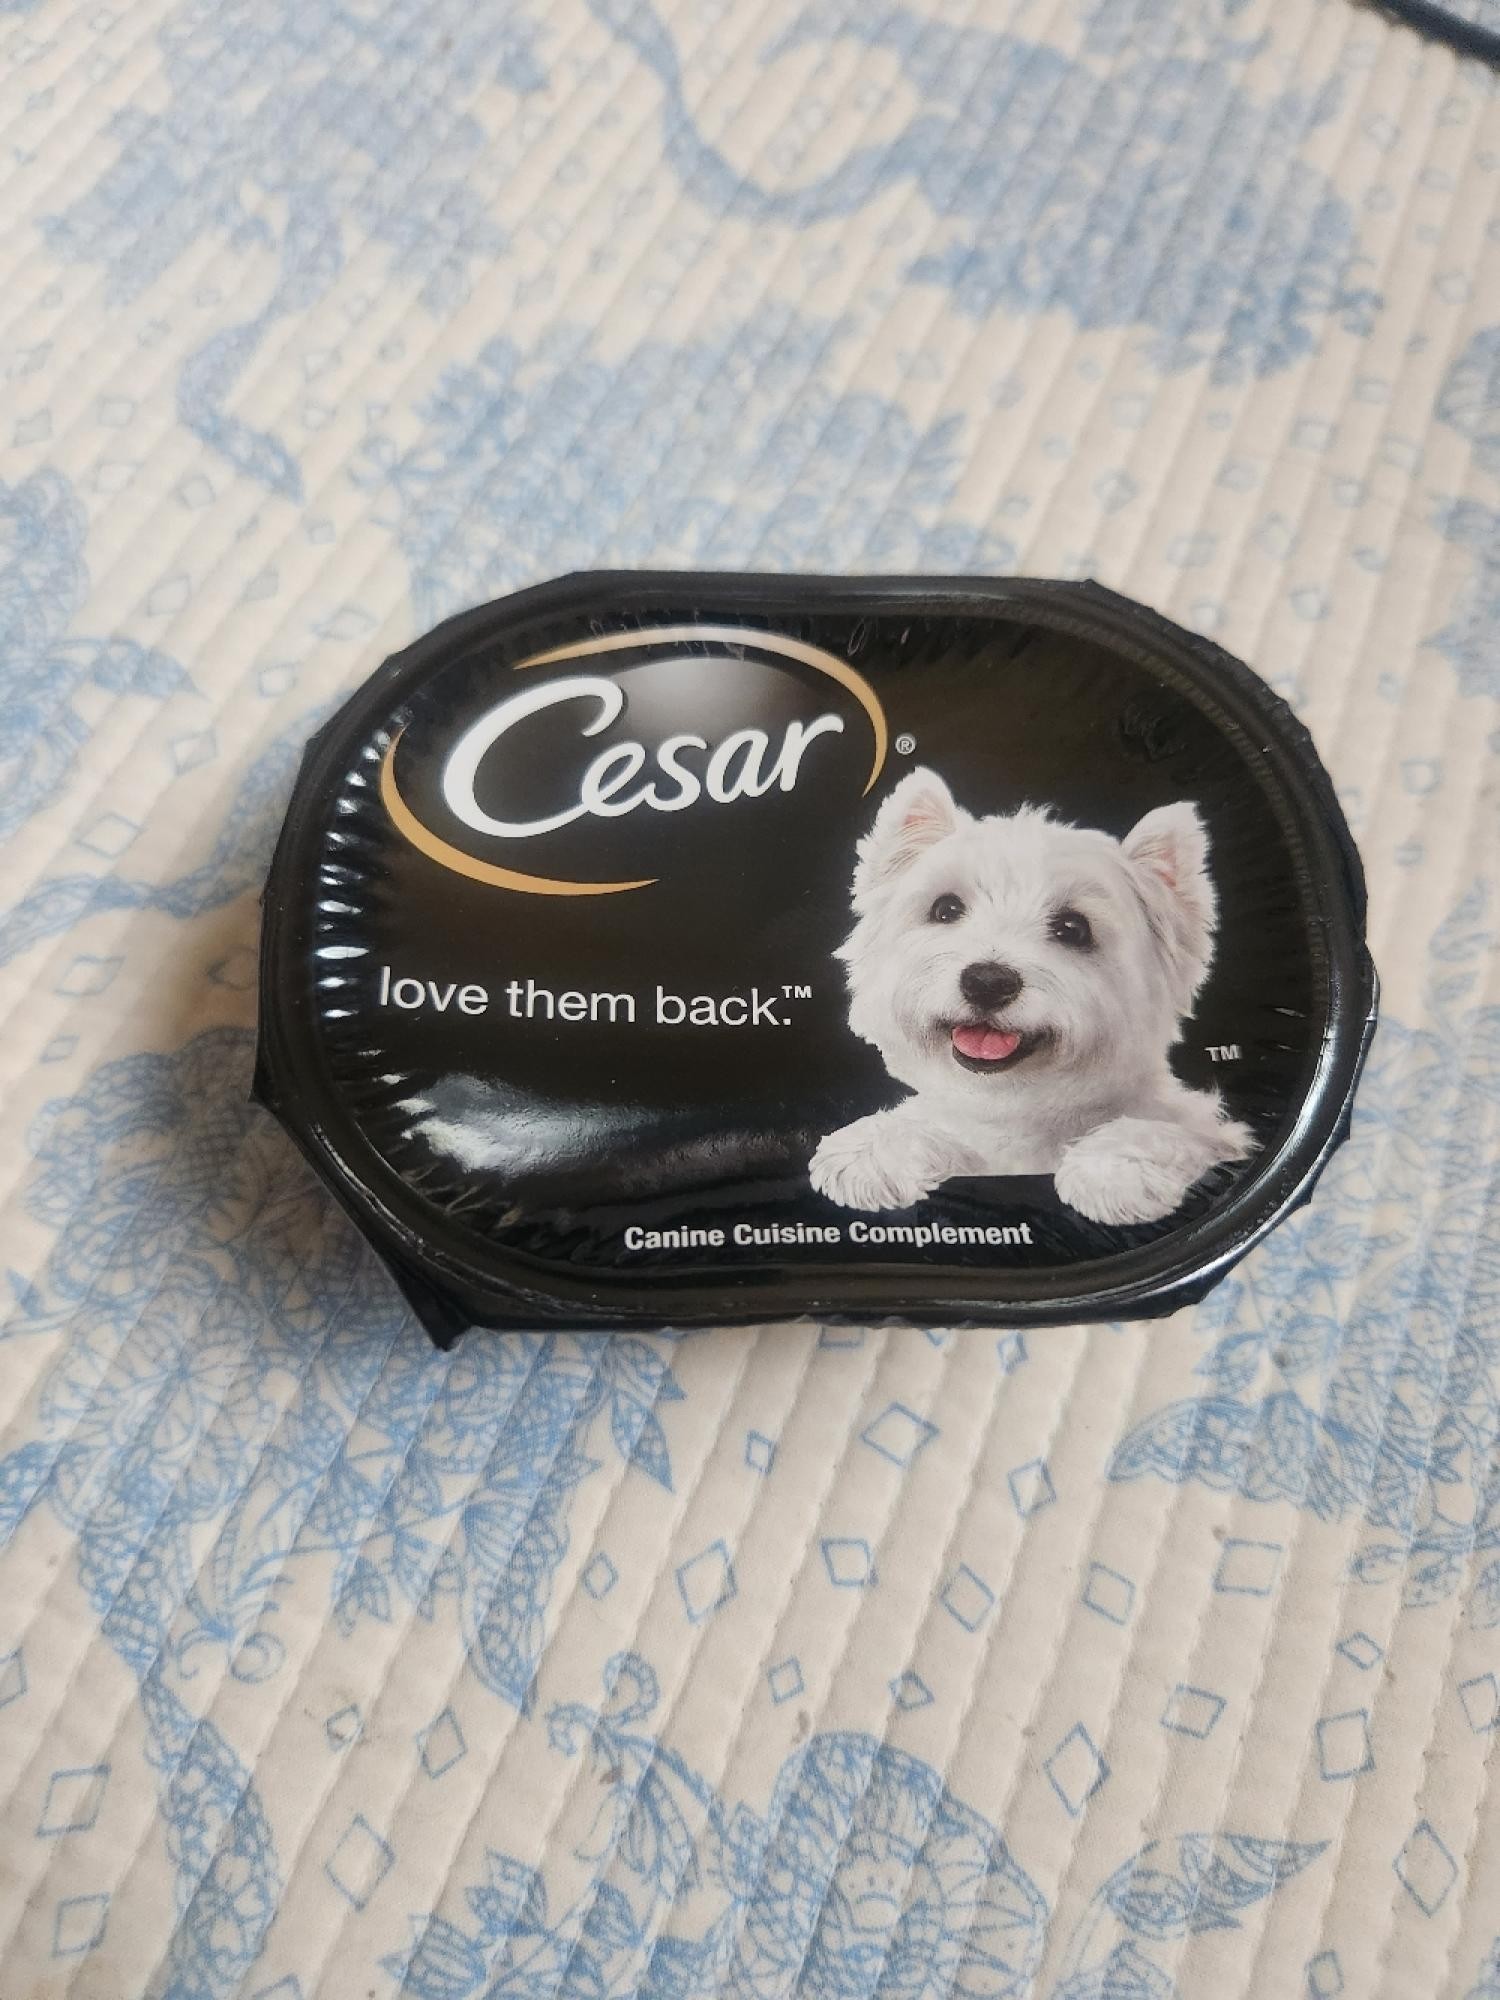 Cesar®
love them back.™
™
Canine Cuisine Complement